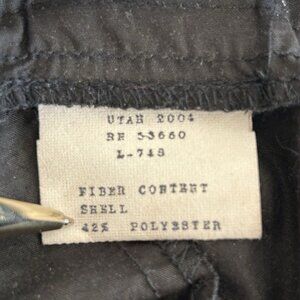 UTAH 2004
RN 53660
L-748
FIBER CONTENT
SHELL
42% POLYESTER